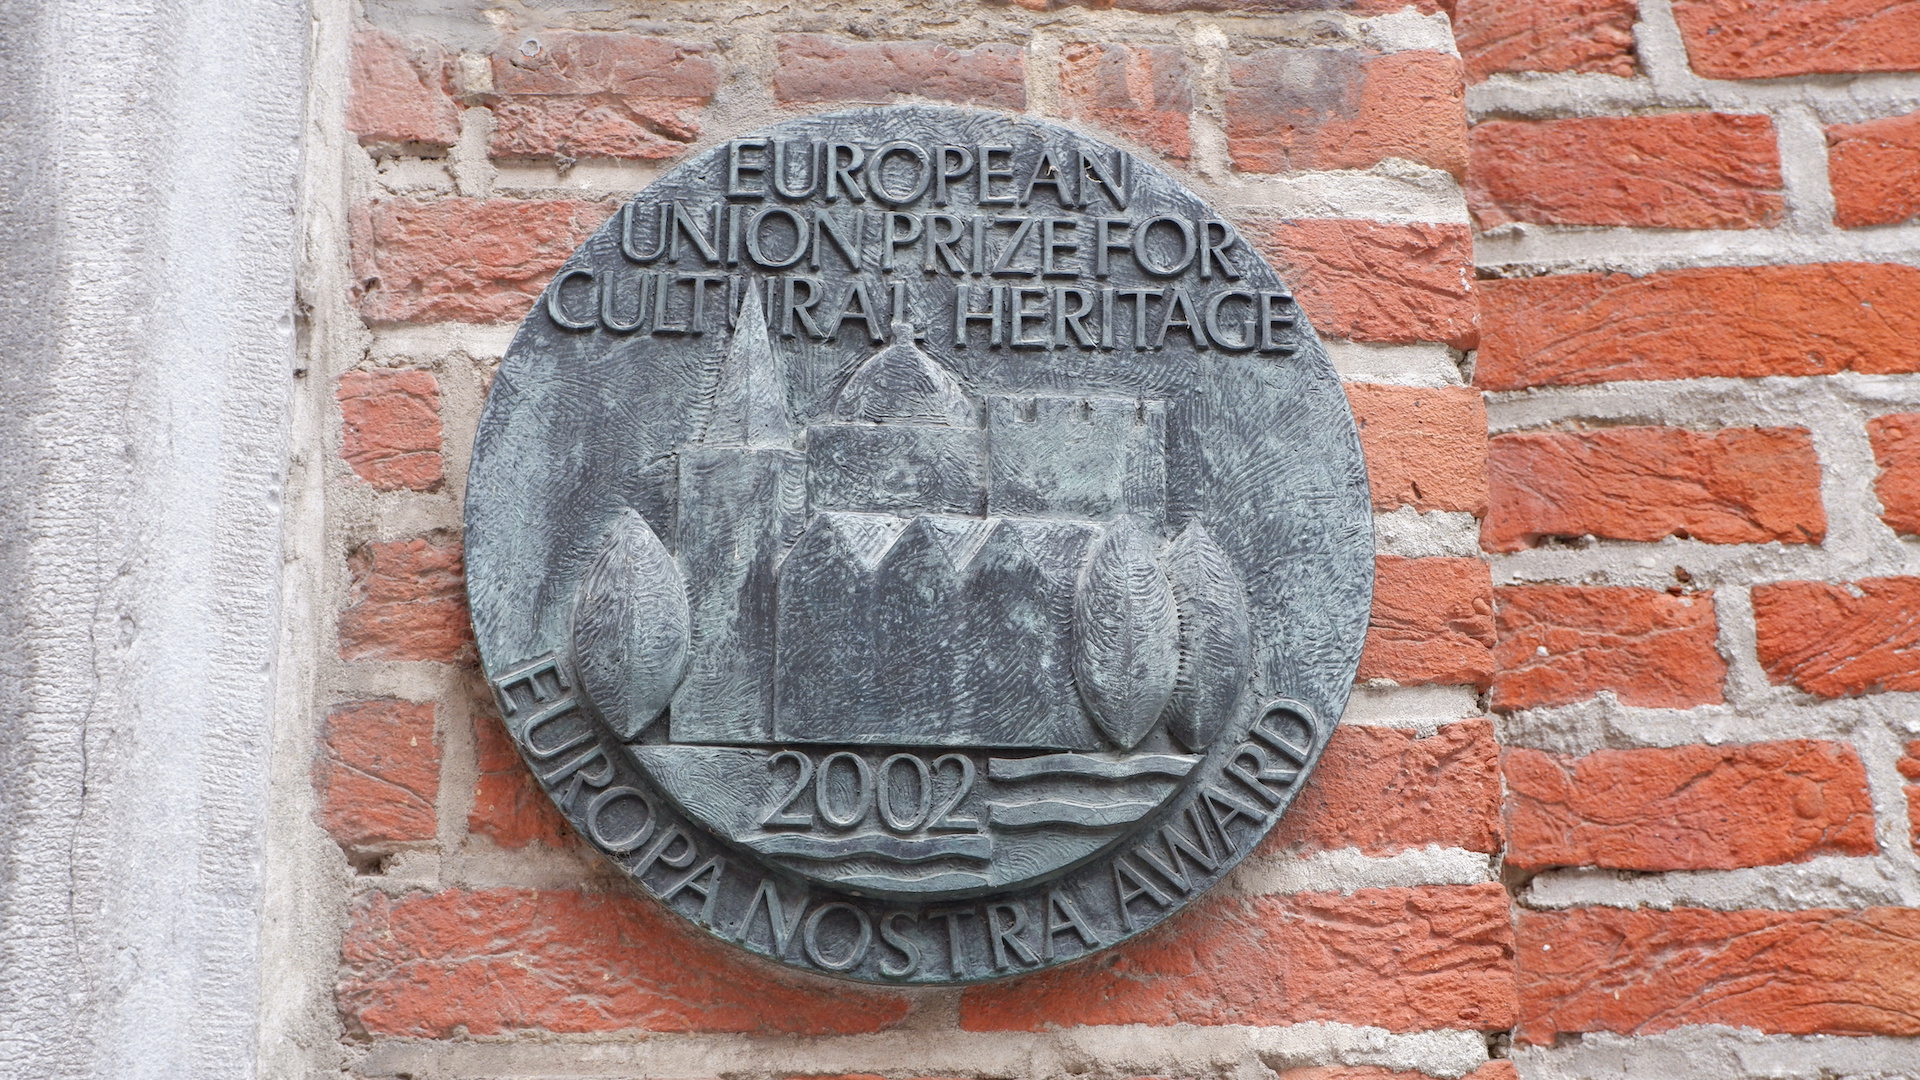 EUROPEAN
UNION PRIZE FOR
CULTURAL HERITAGE
2002
EUROPA NOSTRA AWARD